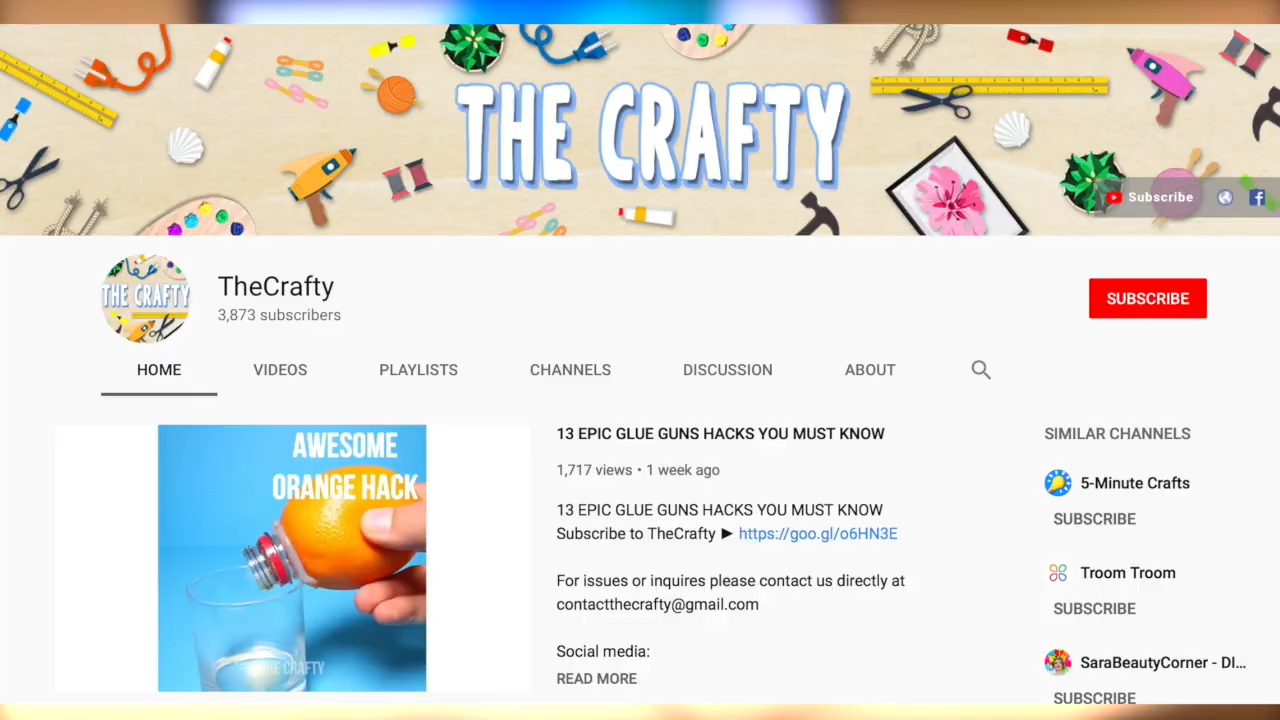 THE CRAFTY
Subscribe
THE CRAFTY
TheCrafty
3,873 subscribers
SUBSCRIBE
HOME
VIDEOS
PLAYLISTS
CHANNELS
DISCUSSION
ABOUT
AWESOME
ORANGE HACK
THE CRAFTY
13 EPIC GLUE GUNS HACKS YOU MUST KNOW
1,717 views • 1 week ago
13 EPIC GLUE GUNS HACKS YOU MUST KNOW
Subscribe to TheCrafty ► https://goo.gl/o6HN3E
For issues or inquires please contact us directly at
contactthecrafty@gmail.com
Social media:
READ MORE
SIMILAR CHANNELS
5-Minute Crafts
SUBSCRIBE
Troom Troom
SUBSCRIBE
SaraBeautyCorner - DI...
SUBSCRIBE